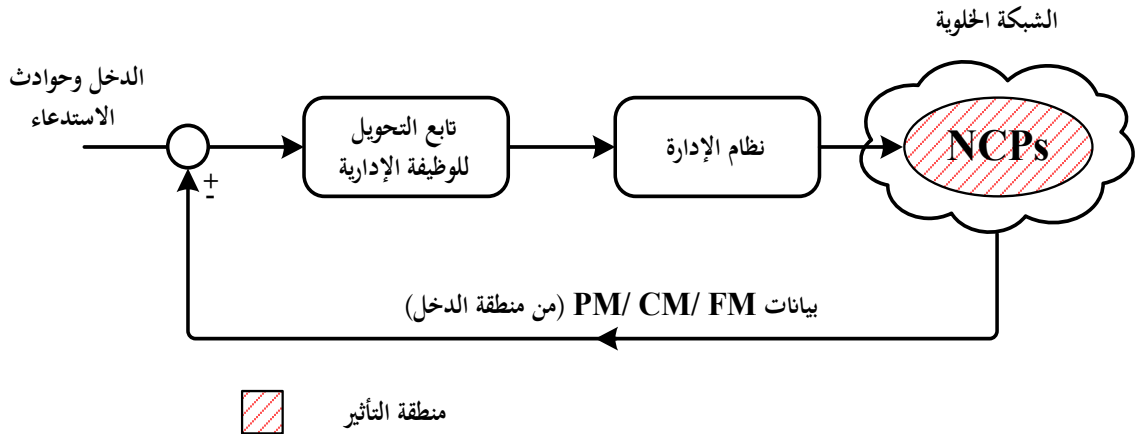 الشبكة الخلوية
الدخل وحوادث
الاستدعاء
تابع التحويل
للوظيفة الإدارية
نظام الإدارة
NCPs
+
-
بيانات PM/ CM/ FM (من منطقة الدخل)
منطقة التأثير